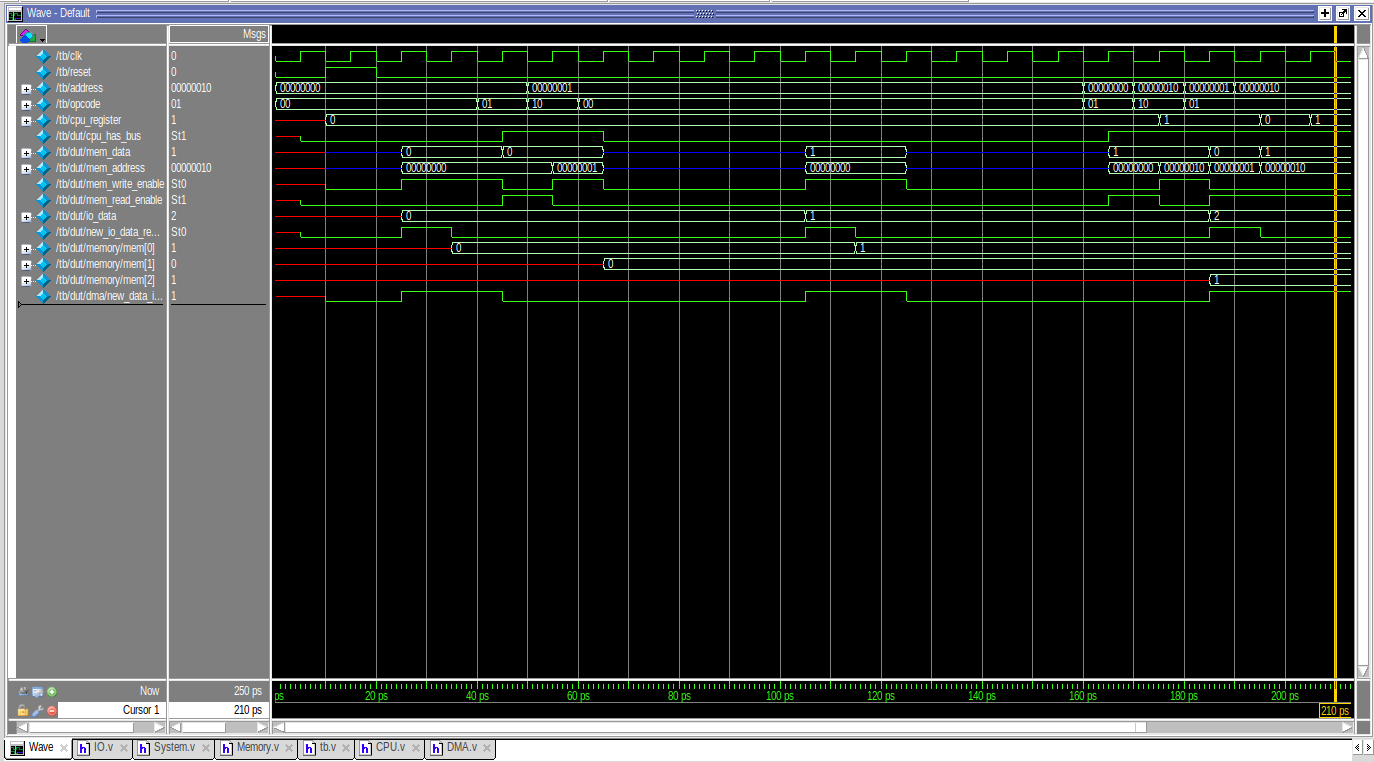 Wave - Default
Msgs
/tb/clk 0
/tb/reset 0
/tb/address 00000010 00000000 00000001 00000000 00000010 00000001 00000010
/tb/opcode 01 00 01 10 00 01 10 01
/tb/cpu_register 1 0 1 0 1
/tb/dut/cpu_has_bus St1
/tb/dut/mem_data 1 0 0 1 1 0 1
/tb/dut/mem_address 00000010 00000000 00000001 00000000 00000000 00000010 00000001 00000010
/tb/dut/mem_write_enable St0
/tb/dut/mem_read_enable St1
/tb/dut/io_data 2 0 1 2
/tb/dut/new_io_data_re... St0
/tb/dut/memory/mem[0] 1 0 1
/tb/dut/memory/mem[1] 0 0
/tb/dut/memory/mem[2] 1 1
/tb/dut/dma/new_data_i... 1
Now 250 ps ps 20 ps 40 ps 60 ps 80 ps 100 ps 120 ps 140 ps 160 ps 180 ps 200 ps
Cursor 1 210 ps 210 ps
Wave IO.v System.v Memory.v tb.v CPU.v DMA.v